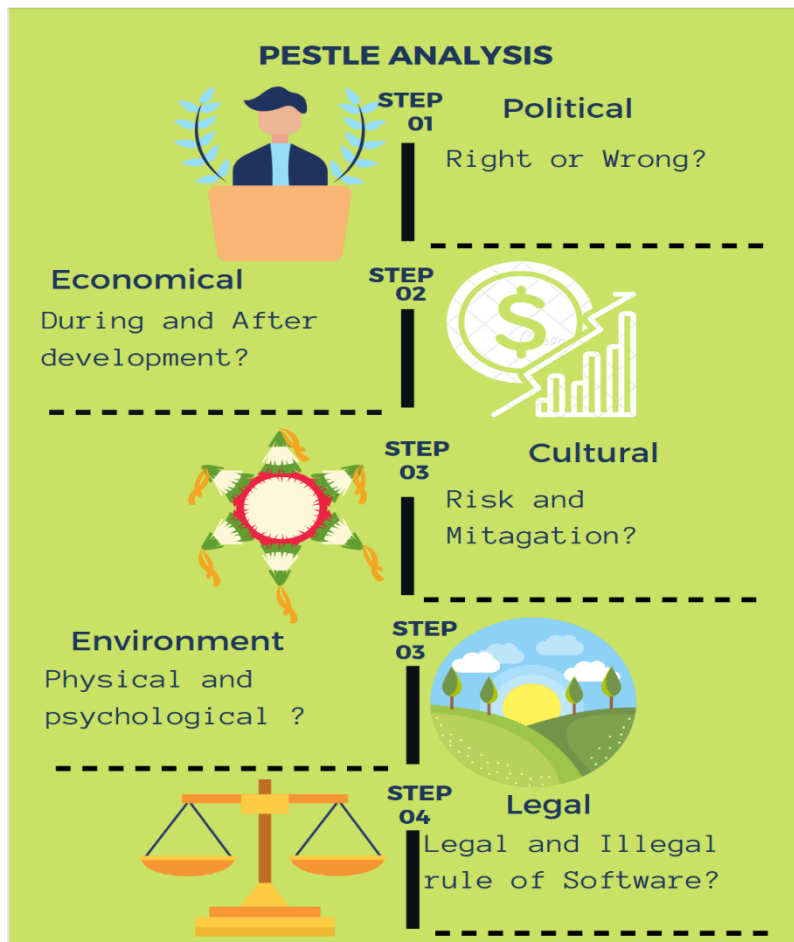 PESTLE ANALYSIS
STEP
01
Political
Right or Wrong?
Economical
During and After
development?
STEP
02
$
STEP
03
Cultural
Risk and
Mitagation?
Environment
Physical and
psychological ?
STEP
03
STEP
04
Legal
Legal and Illegal
rule of Software?